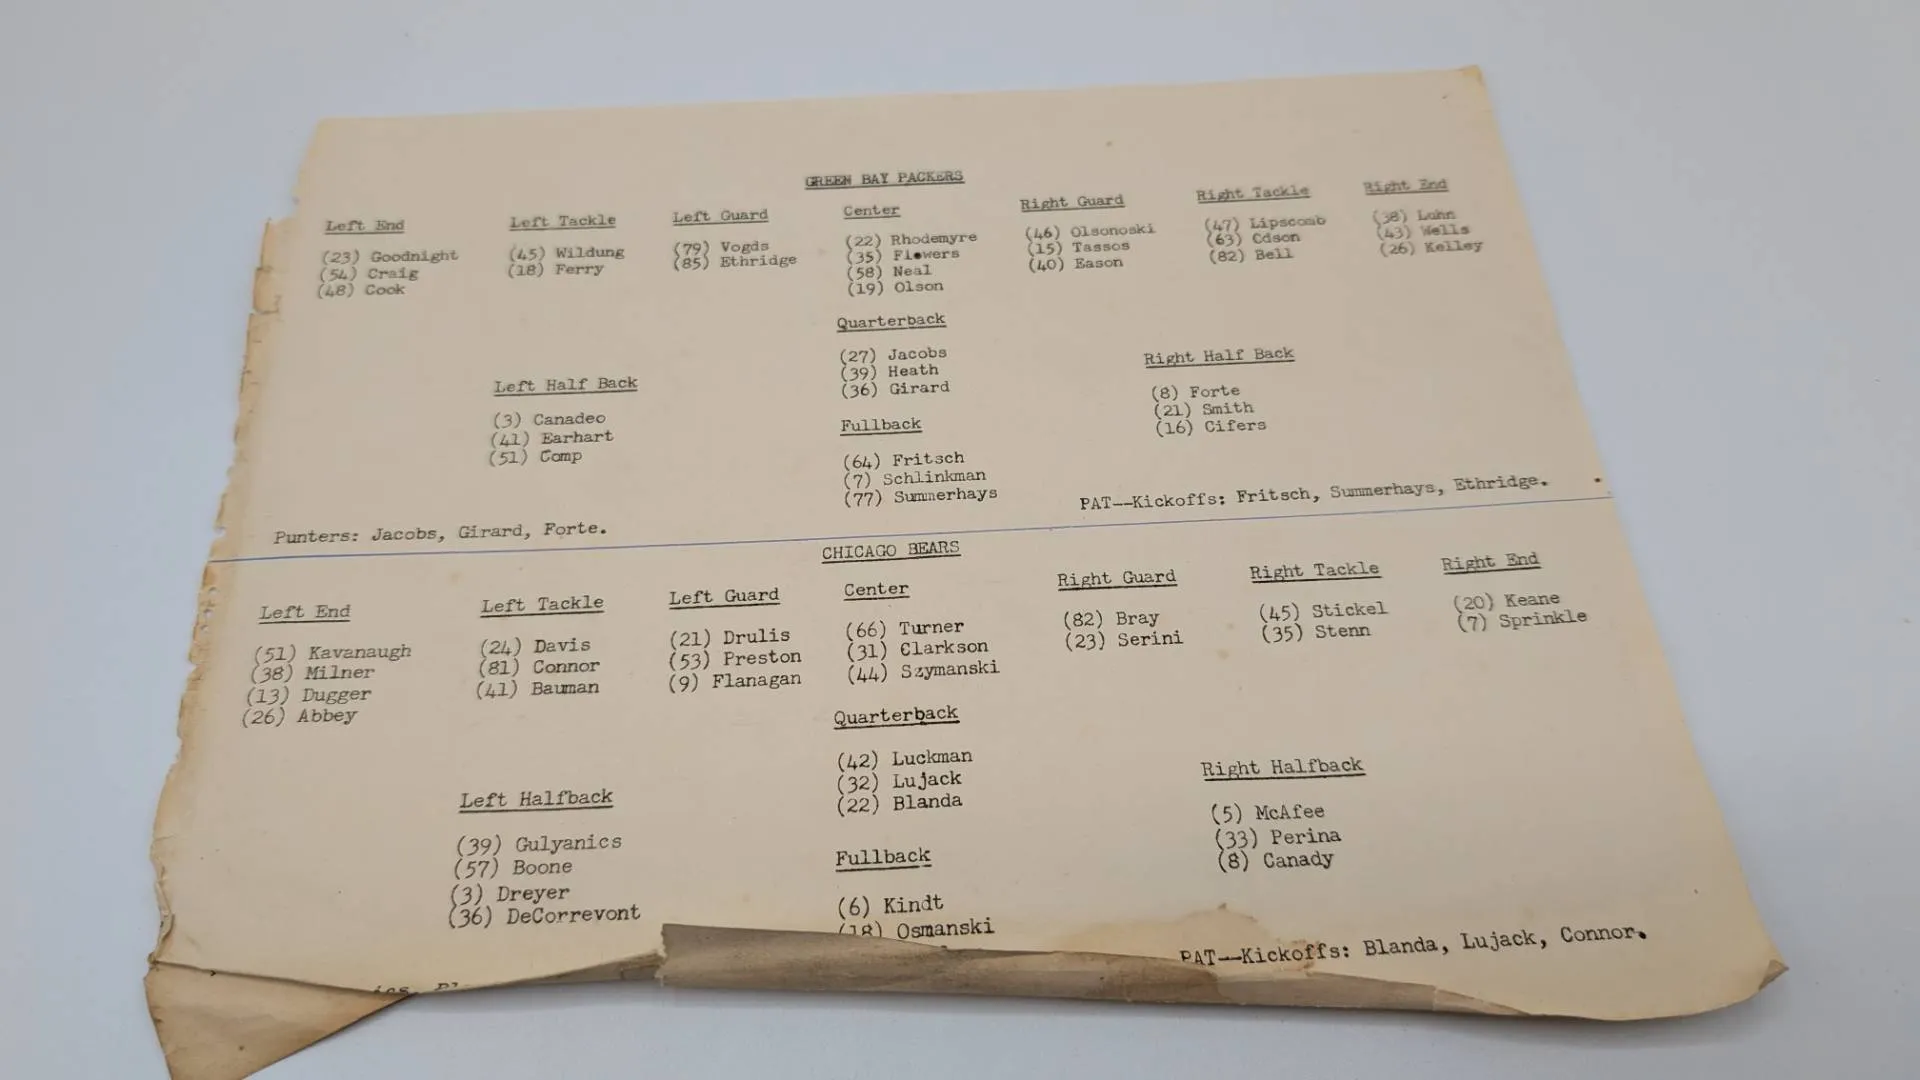 GREEN BAY PACKERS
Left End
(23) Goodnight
(54) Craig
(48) Cook
Left Tackle
(45) Wildung
(18) Ferry
Left Guard
(79) Vogds
(85) Ethridge
Center
(22) Rhodemyre
(35) Flowers
(58) Neal
(19) Olson
Right Guard
(46) Olsonoski
(15) Tassos
(40) Eason
Right Tackle
(47) Lipscomb
(63) Odson
(82) Bell
Right End
(38) Luhn
(43) Wells
(26) Kelley
Quarterback
(27) Jacobs
(39) Heath
(36) Girard
Left Half Back
(3) Canadeo
(41) Earhart
(51) Comp
Right Half Back
(8) Forte
(21) Smith
(16) Cifers
Fullback
(64) Fritsch
(7) Schlinkman
(77) Summerhays
Punters: Jacobs, Girard, Forte.
PAT--Kickoffs: Fritsch, Summerhays, Ethridge.
CHICAGO BEARS
Left End
(51) Kavanaugh
(38) Milner
(13) Dugger
(26) Abbey
Left Tackle
(24) Davis
(81) Connor
(41) Bauman
Left Guard
(21) Drulis
(53) Preston
(9) Flanagan
Center
(66) Turner
(31) Clarkson
(44) Szymanski
Right Guard
(82) Bray
(23) Serini
Right Tackle
(45) Stickel
(35) Stenn
Right End
(20) Keane
(7) Sprinkle
Quarterback
(42) Luckman
(32) Lujack
(22) Blanda
Left Halfback
(39) Gulyanics
(57) Boone
(3) Dreyer
(36) DeCorrevont
Right Halfback
(5) McAfee
(33) Perina
(8) Canady
Fullback
(6) Kindt
(18) Osmanski
PAT--Kickoffs: Blanda, Lujack, Connor.